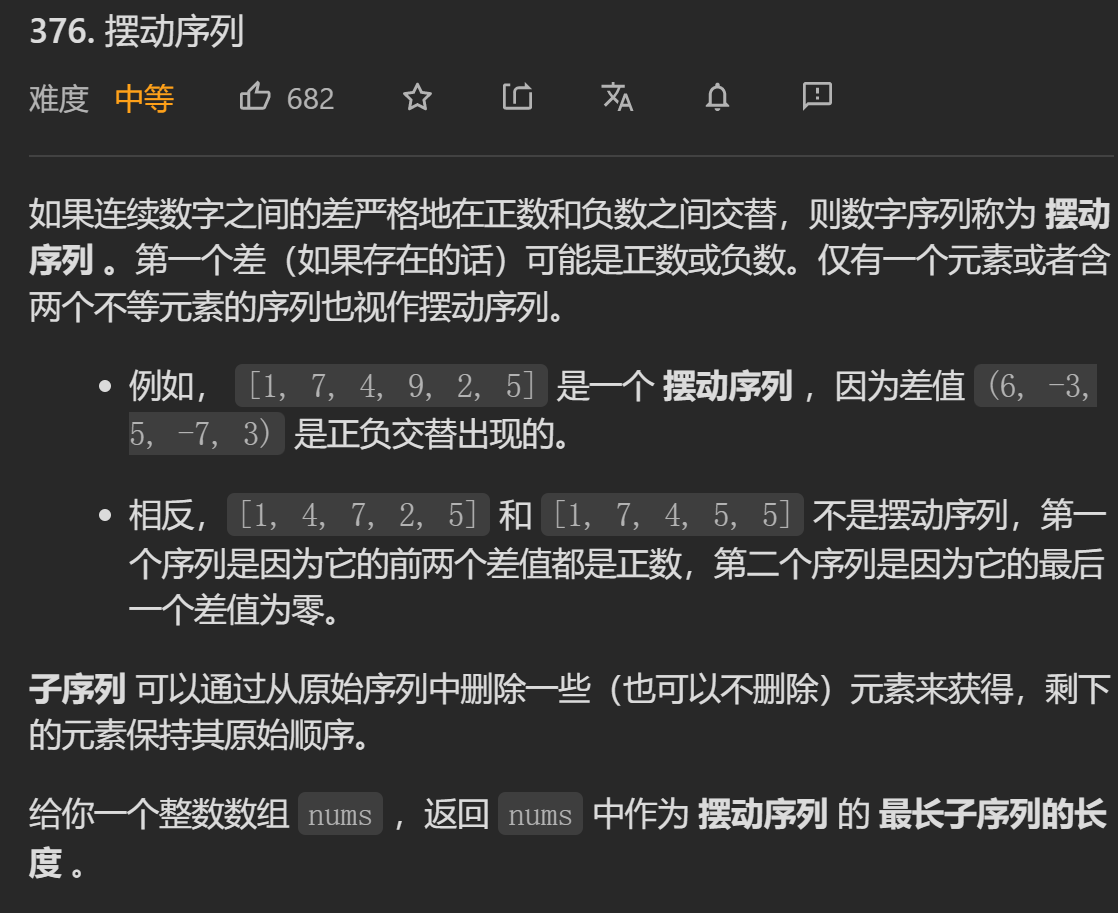 376. 摆动序列
难度 中等 682
如果连续数字之间的差严格地在正数和负数之间交替，则数字序列称为 摆动
序列 。第一个差（如果存在的话）可能是正数或负数。仅有一个元素或者含
两个不等元素的序列也视作摆动序列。
• 例如， [1, 7, 4, 9, 2, 5] 是一个 摆动序列 ，因为差值 (6, -3,
5, -7, 3) 是正负交替出现的。
• 相反，[1, 4, 7, 2, 5] 和 [1, 7, 4, 5, 5] 不是摆动序列，第一
个序列是因为它的前两个差值都是正数，第二个序列是因为它的最后
一个差值为零。
子序列 可以通过从原始序列中删除一些（也可以不删除）元素来获得，剩下
的元素保持其原始顺序。
给你一个整数数组 nums ，返回 nums 中作为 摆动序列 的 最长子序列的长
度 。